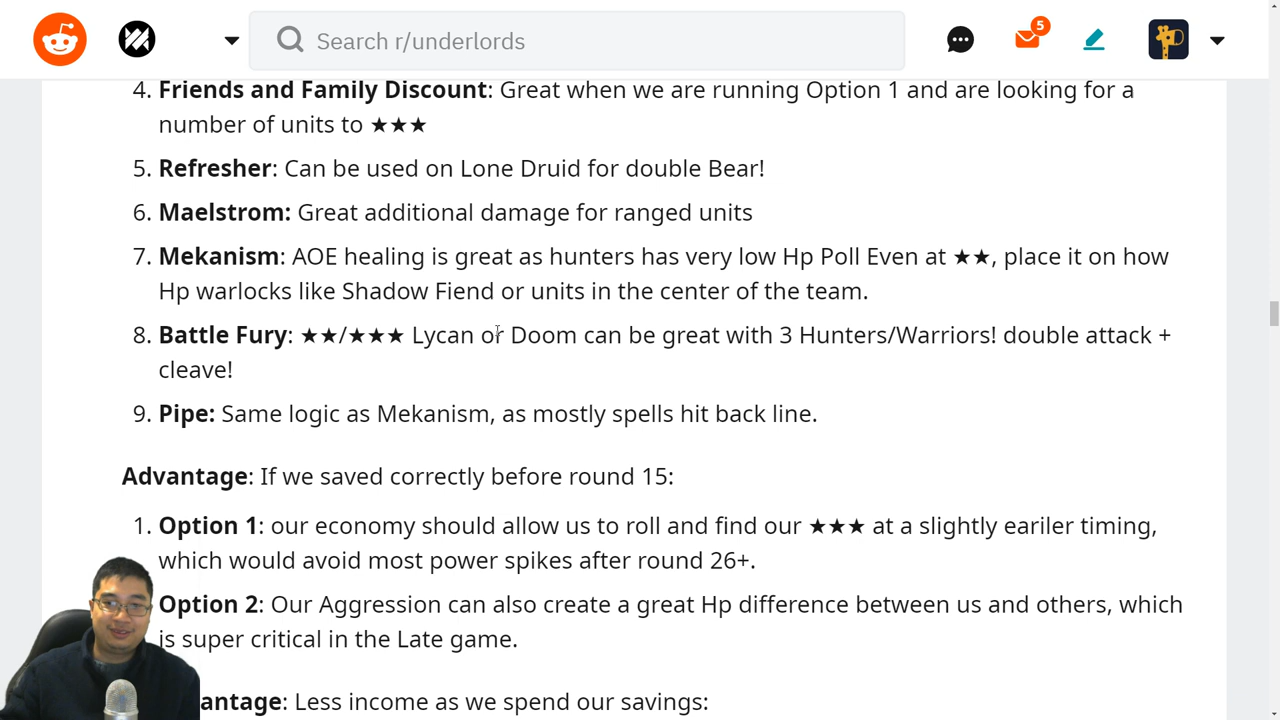 Search r/underlords
5
4. Friends and Family Discount: Great when we are running Option 1 and are looking for a
number of units to ★★★
5. Refresher: Can be used on Lone Druid for double Bear!
6. Maelstrom: Great additional damage for ranged units
7. Mekanism: AOE healing is great as hunters has very low Hp Poll Even at ★★, place it on how
Hp warlocks like Shadow Fiend or units in the center of the team.
8. Battle Fury: ★★/★★★ Lycan or Doom can be great with 3 Hunters/Warriors! double attack +
cleave!
9. Pipe: Same logic as Mekanism, as mostly spells hit back line.
Advantage: If we saved correctly before round 15:
1. Option 1: our economy should allow us to roll and find our ★★★ at a slightly eariler timing,
which would avoid most power spikes after round 26+.
Option 2: Our Aggression can also create a great Hp difference between us and others, which
is super critical in the Late game.
antage: Less income as we spend our savings: